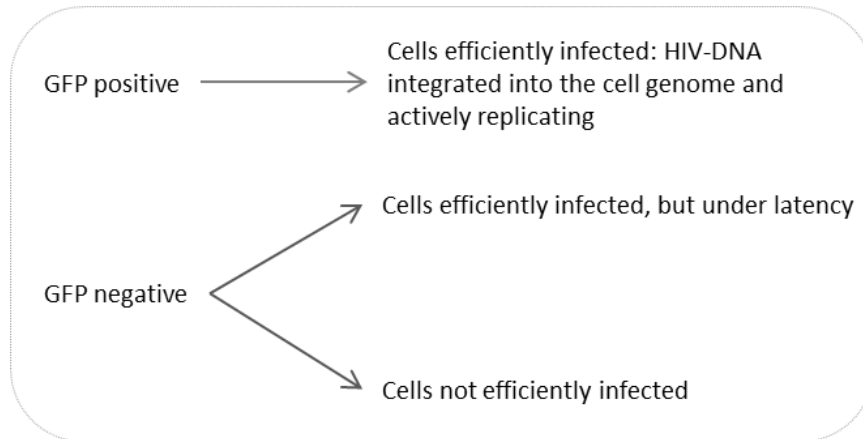 GFP positive
Cells efficiently infected: HIV-DNA
integrated into the cell genome and
actively replicating
Cells efficiently infected, but under latency
GFP negative
Cells not efficiently infected